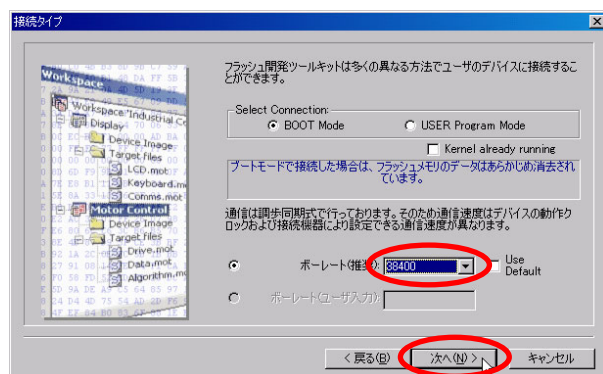 接続タイプ
Workspace
Workspace "Industrial Co
Display
Device Image
Target files
LCD.mot
Keyboard.m
Comms.mot
Motor Control
Device Image
Target files
Drive.mot
Data.mot
Algorithm.m
フラッシュ開発ツールキットは多くの異なる方法でユーザのデバイスに接続するこ
とができます。
Select Connection:
BOOT Mode
USER Program Mode
Kernel already running
ブートモードで接続した場合は、フラッシュメモリのデータはあらかじめ消去され
ています。
通信は調歩同期式で行っております。そのため通信速度はデバイスの動作ク
ロックおよび接続機器により設定できる通信速度が異なります。
ボーレート(推奨):
38400
Use
Default
ボーレート(ユーザ入力):
< 戻る(B)
次へ(N) >
キャンセル